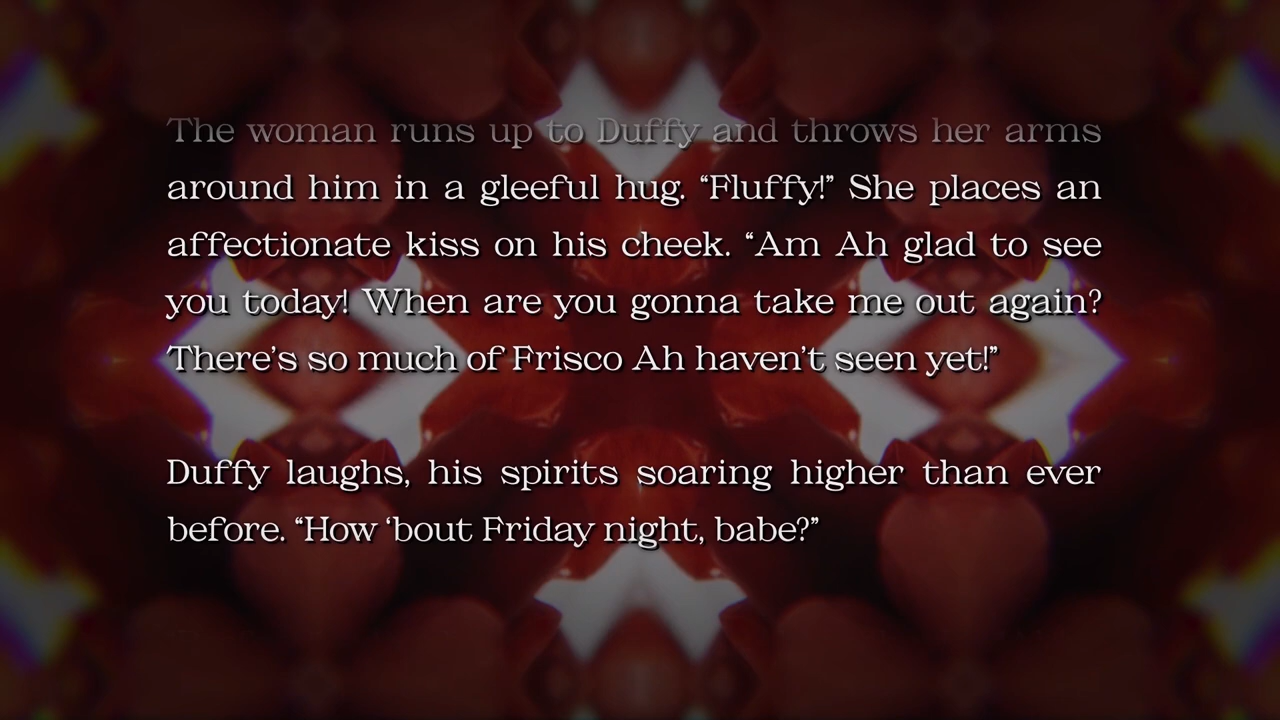 The woman runs up to Duffy and throws her arms
around him in a gleeful hug. “Fluffy!” She places an
affectionate kiss on his cheek. “Am Ah glad to see
you today! When are you gonna take me out again?
There’s so much of Frisco Ah haven’t seen yet!”
Duffy laughs, his spirits soaring higher than ever
before. “How ‘bout Friday night, babe?”